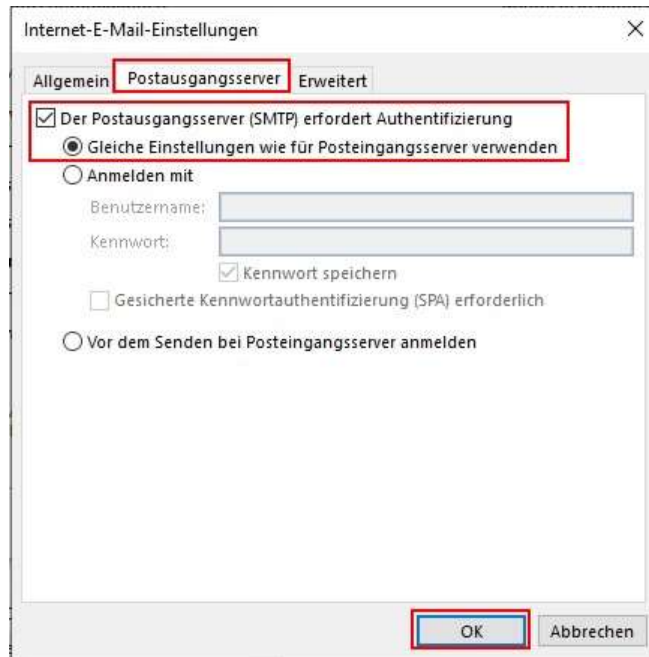 Internet-E-Mail-Einstellungen
Allgemein Postausgangsserver Erweitert
Der Postausgangsserver (SMTP) erfordert Authentifizierung
Gleiche Einstellungen wie für Posteingangsserver verwenden
Anmelden mit
Benutzername:
Kennwort:
Kennwort speichern
Gesicherte Kennwortauthentifizierung (SPA) erforderlich
Vor dem Senden bei Posteingangsserver anmelden
OK Abbrechen